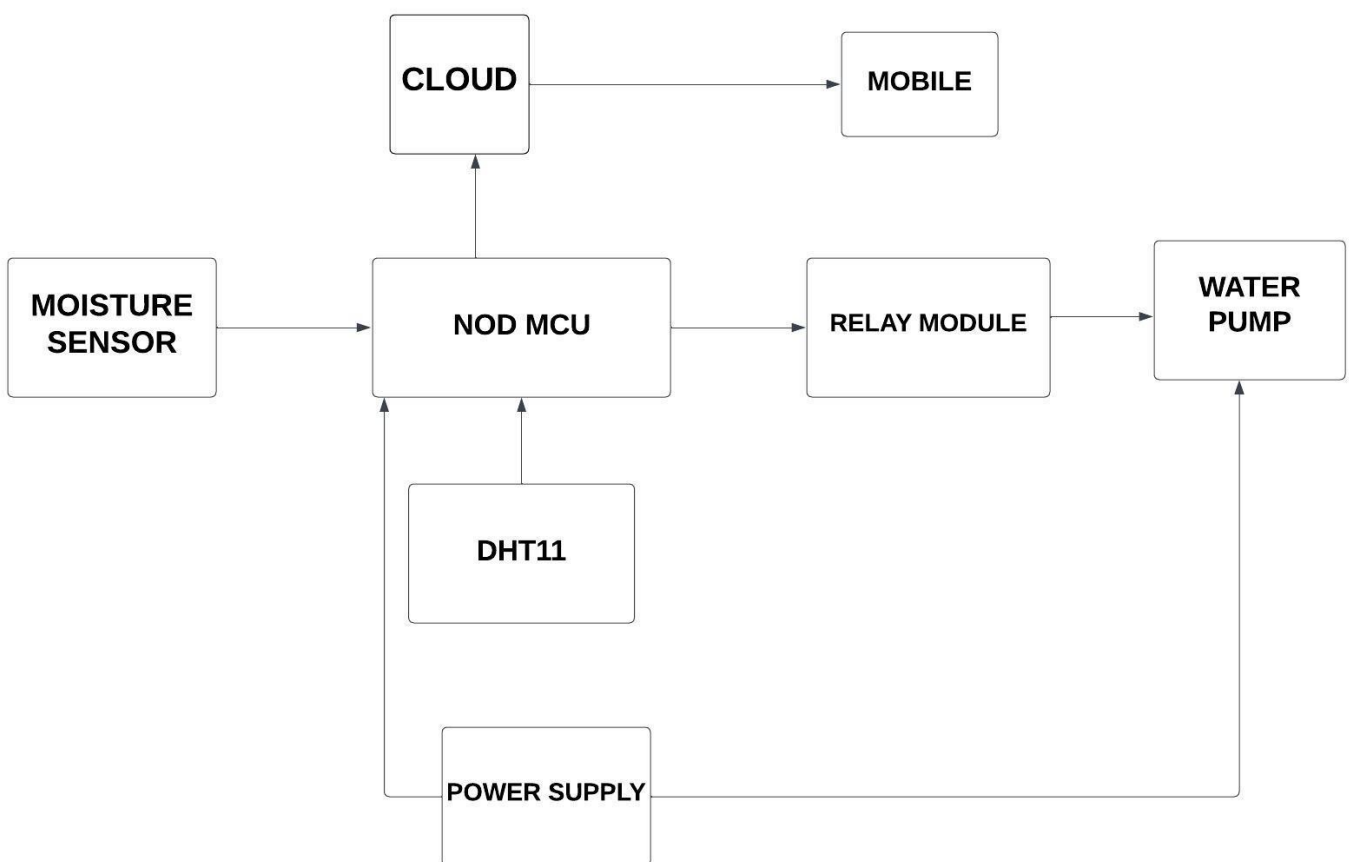 CLOUD
MOBILE
MOISTURE
SENSOR
NOD MCU
RELAY MODULE
WATER
PUMP
DHT11
POWER SUPPLY